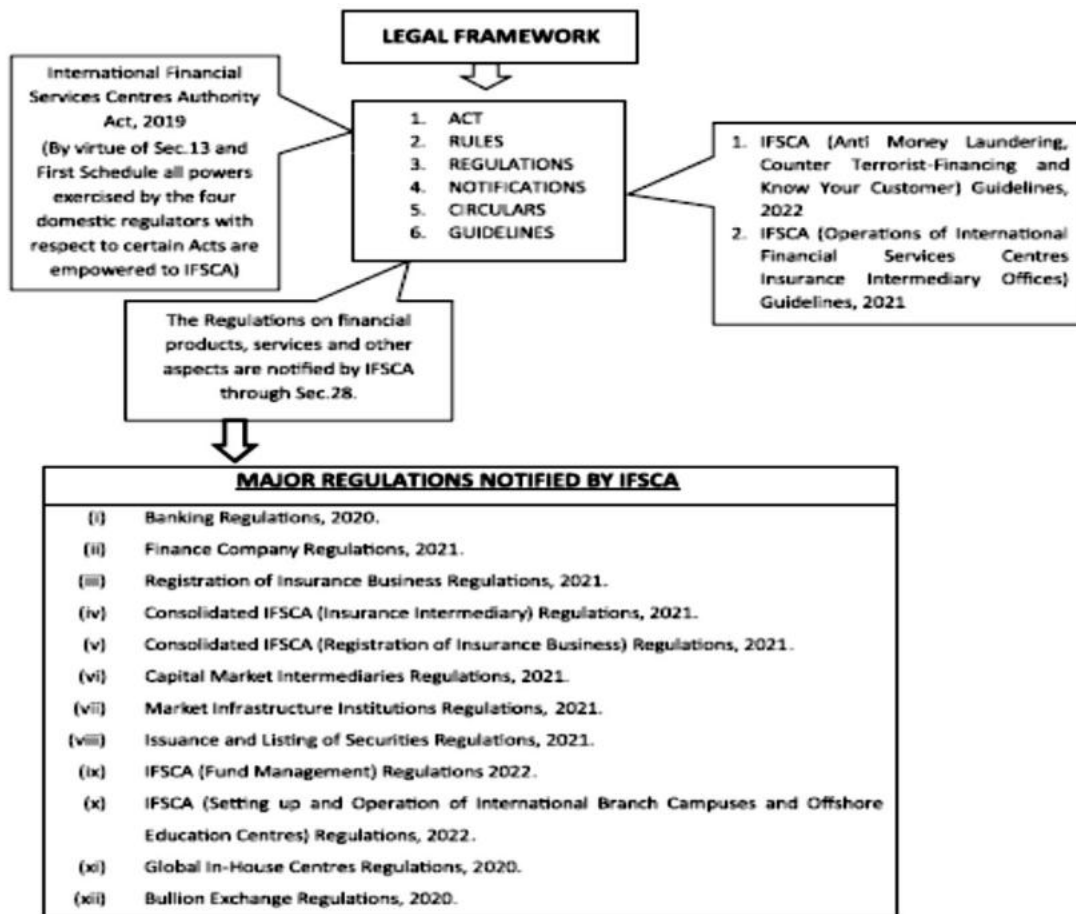 LEGAL FRAMEWORK
International Financial
Services Centres Authority
Act, 2019
(By virtue of Sec.13 and
First Schedule all powers
exercised by the four
domestic regulators with
respect to certain Acts are
empowered to IFSCA)
1. ACT
2. RULES
3. REGULATIONS
4. NOTIFICATIONS
5. CIRCULARS
6. GUIDELINES
1. IFSCA (Anti Money Laundering,
Counter Terrorist-Financing and
Know Your Customer) Guidelines,
2022
2. IFSCA (Operations of International
Financial Services Centres
Insurance Intermediary Offices)
Guidelines, 2021
The Regulations on financial
products, services and other
aspects are notified by IFSCA
through Sec.28.
MAJOR REGULATIONS NOTIFIED BY IFSCA
(i) Banking Regulations, 2020.
(ii) Finance Company Regulations, 2021.
(iii) Registration of Insurance Business Regulations, 2021.
(iv) Consolidated IFSCA (Insurance Intermediary) Regulations, 2021.
(v) Consolidated IFSCA (Registration of Insurance Business) Regulations, 2021.
(vi) Capital Market Intermediaries Regulations, 2021.
(vii) Market Infrastructure Institutions Regulations, 2021.
(viii) Issuance and Listing of Securities Regulations, 2021.
(ix) IFSCA (Fund Management) Regulations 2022.
(x) IFSCA (Setting up and Operation of International Branch Campuses and Offshore
Education Centres) Regulations, 2022.
(xi) Global In-House Centres Regulations, 2020.
(xii) Bullion Exchange Regulations, 2020.